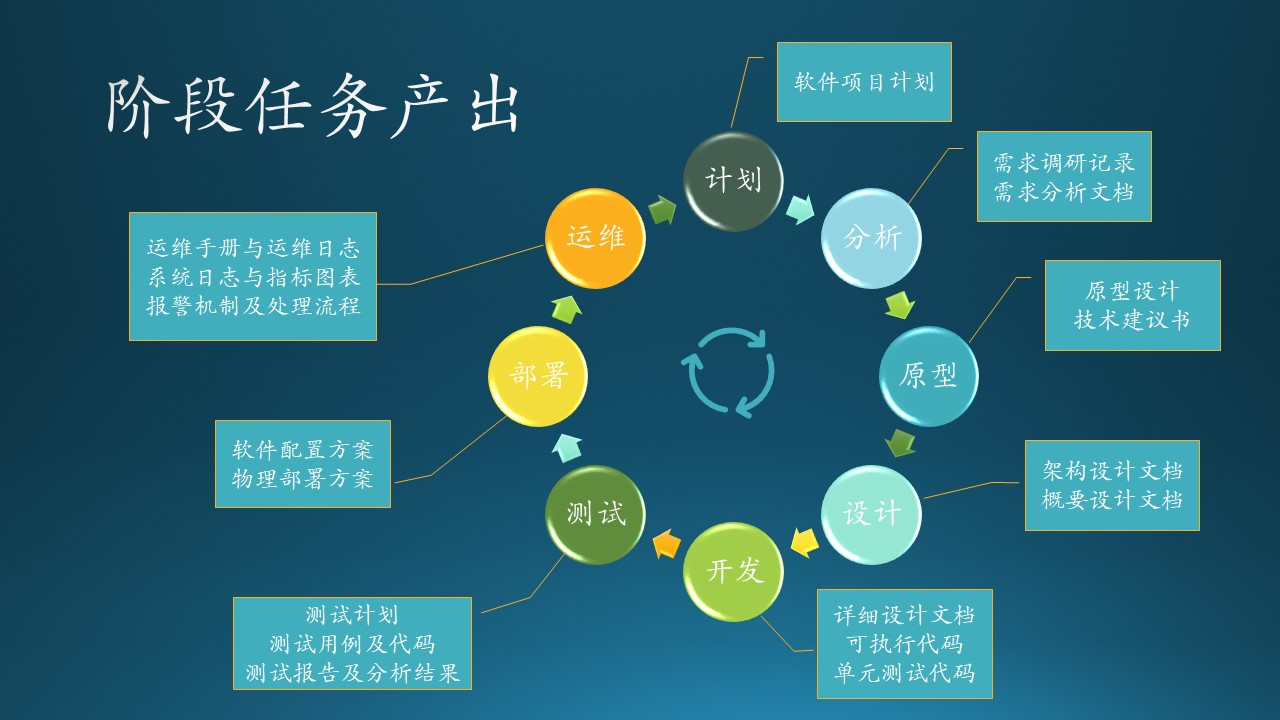 阶段任务产出
计划
软件项目计划
分析
需求调研记录
需求分析文档
原型
原型设计
技术建议书
设计
架构设计文档
概要设计文档
开发
详细设计文档
可执行代码
单元测试代码
测试
测试计划
测试用例及代码
测试报告及分析结果
部署
软件配置方案
物理部署方案
运维
运维手册与运维日志
系统日志与指标图表
报警机制及处理流程